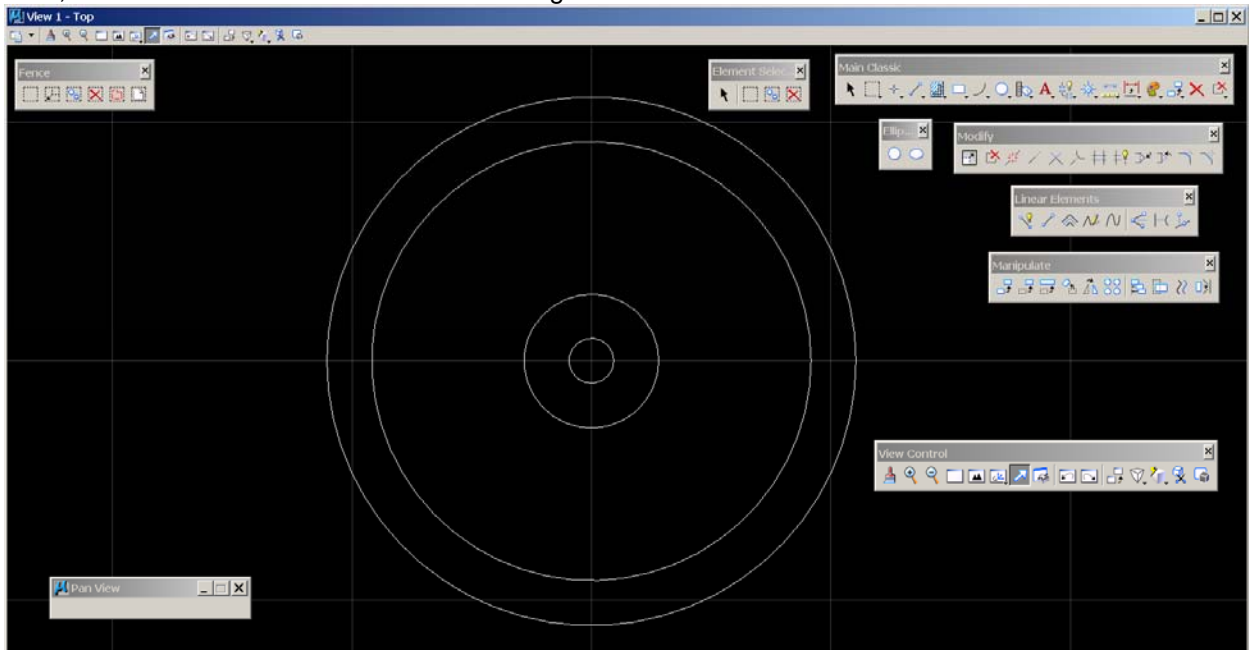 View 1 - Top
Fence
Element Selec...
Main Classic
Ellip...
Modify
Linear Elements
Manipulate
View Control
Pan View